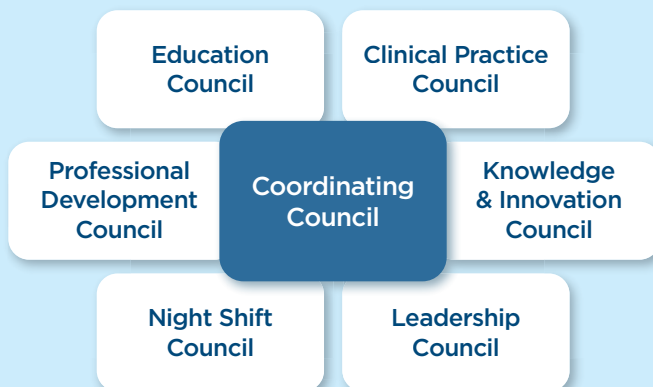 Education
Council
Clinical Practice
Council
Professional
Development
Council
Coordinating
Council
Knowledge
& Innovation
Council
Night Shift
Council
Leadership
Council